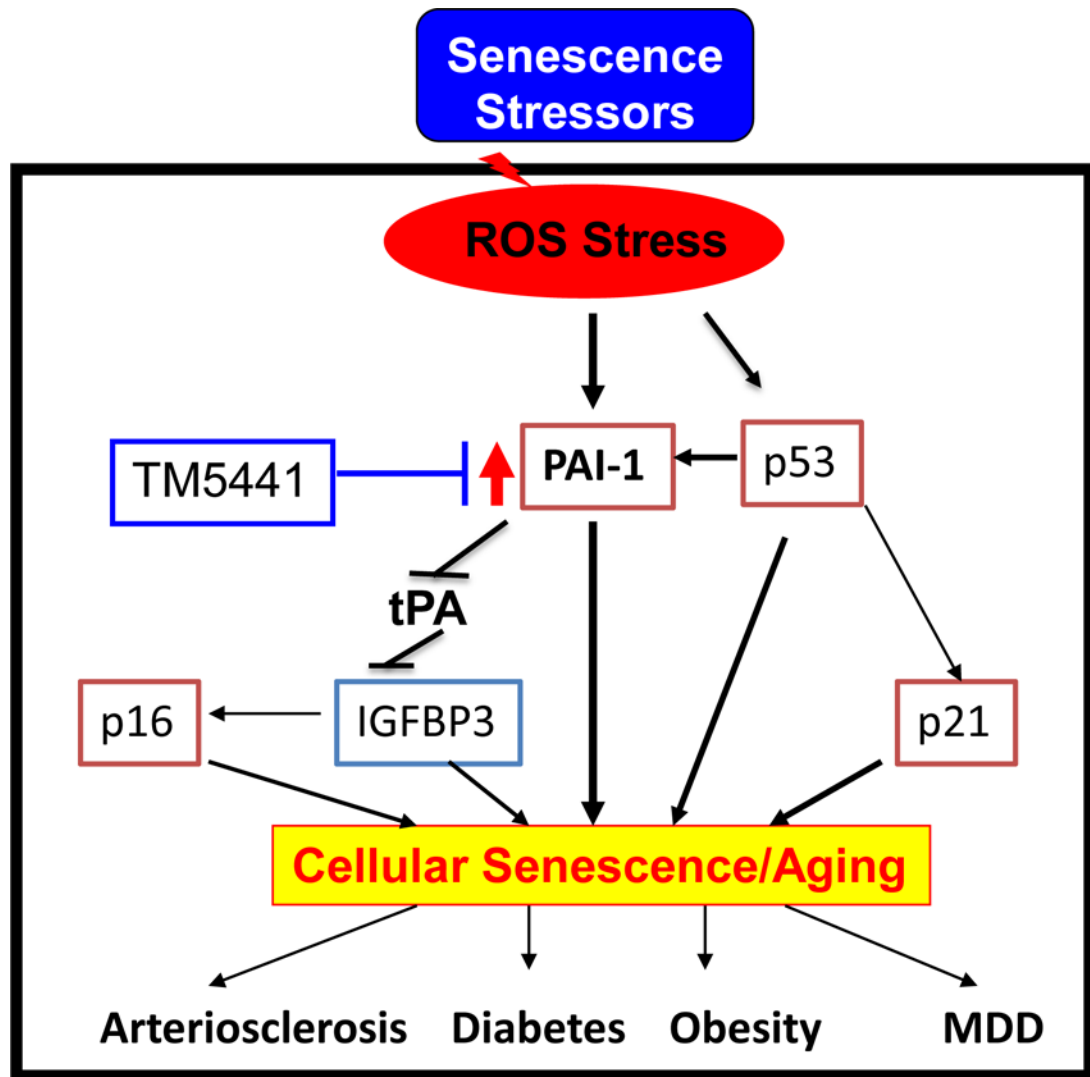 Senescence
Stressors
ROS Stress
TM5441
PAI-1
p53
tPA
p16
IGFBP3
p21
Cellular Senescence/Aging
Arteriosclerosis Diabetes Obesity MDD